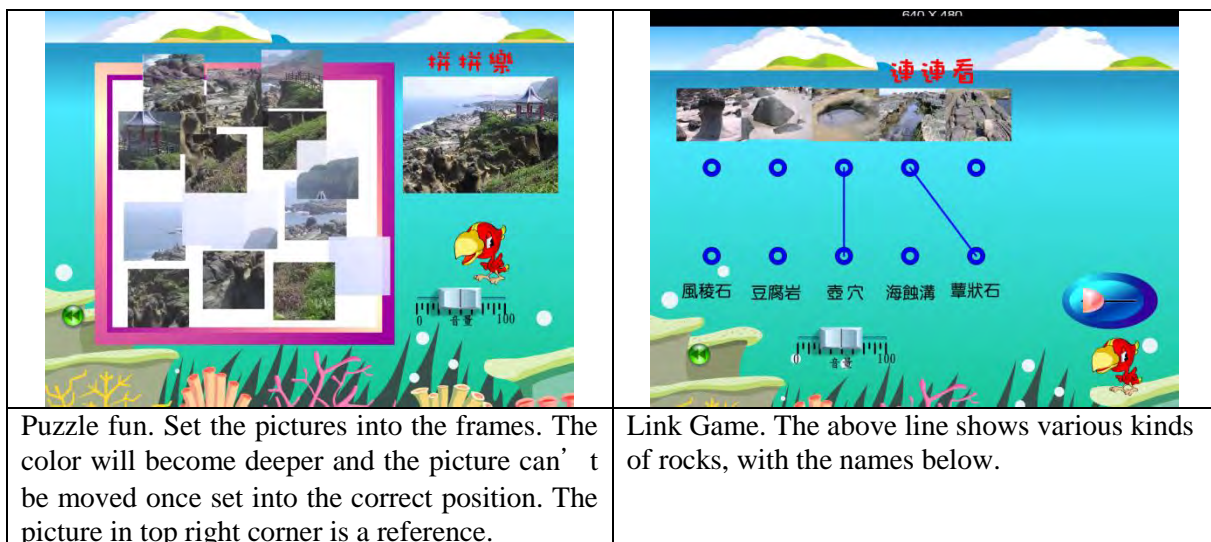 拼拼樂
0 音量 100
640 X 480
連連看
風稜石 豆腐岩 壺穴 海蝕溝 蕈狀石
0 音量 100
Puzzle fun. Set the pictures into the frames. The
color will become deeper and the picture can’t
be moved once set into the correct position. The
picture in top right corner is a reference.
Link Game. The above line shows various kinds
of rocks, with the names below.